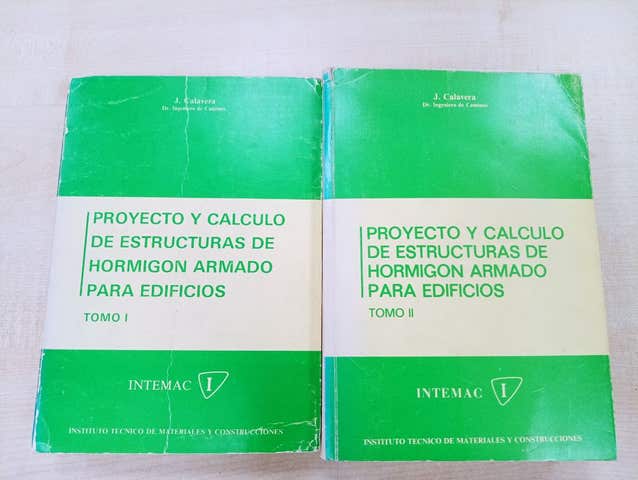 J. Calavera
Dr. Ingeniero de Caminos
PROYECTO Y CALCULO
DE ESTRUCTURAS DE
HORMIGON ARMADO
PARA EDIFICIOS
TOMO I
INTEMAC I
INSTITUTO TECNICO DE MATERIALES Y CONSTRUCCIONES
J. Calavera
Dr. Ingeniero de Caminos
PROYECTO Y CALCULO
DE ESTRUCTURAS DE
HORMIGON ARMADO
PARA EDIFICIOS
TOMO II
INTEMAC I
INSTITUTO TECNICO DE MATERIALES Y CONSTRUCCIONES